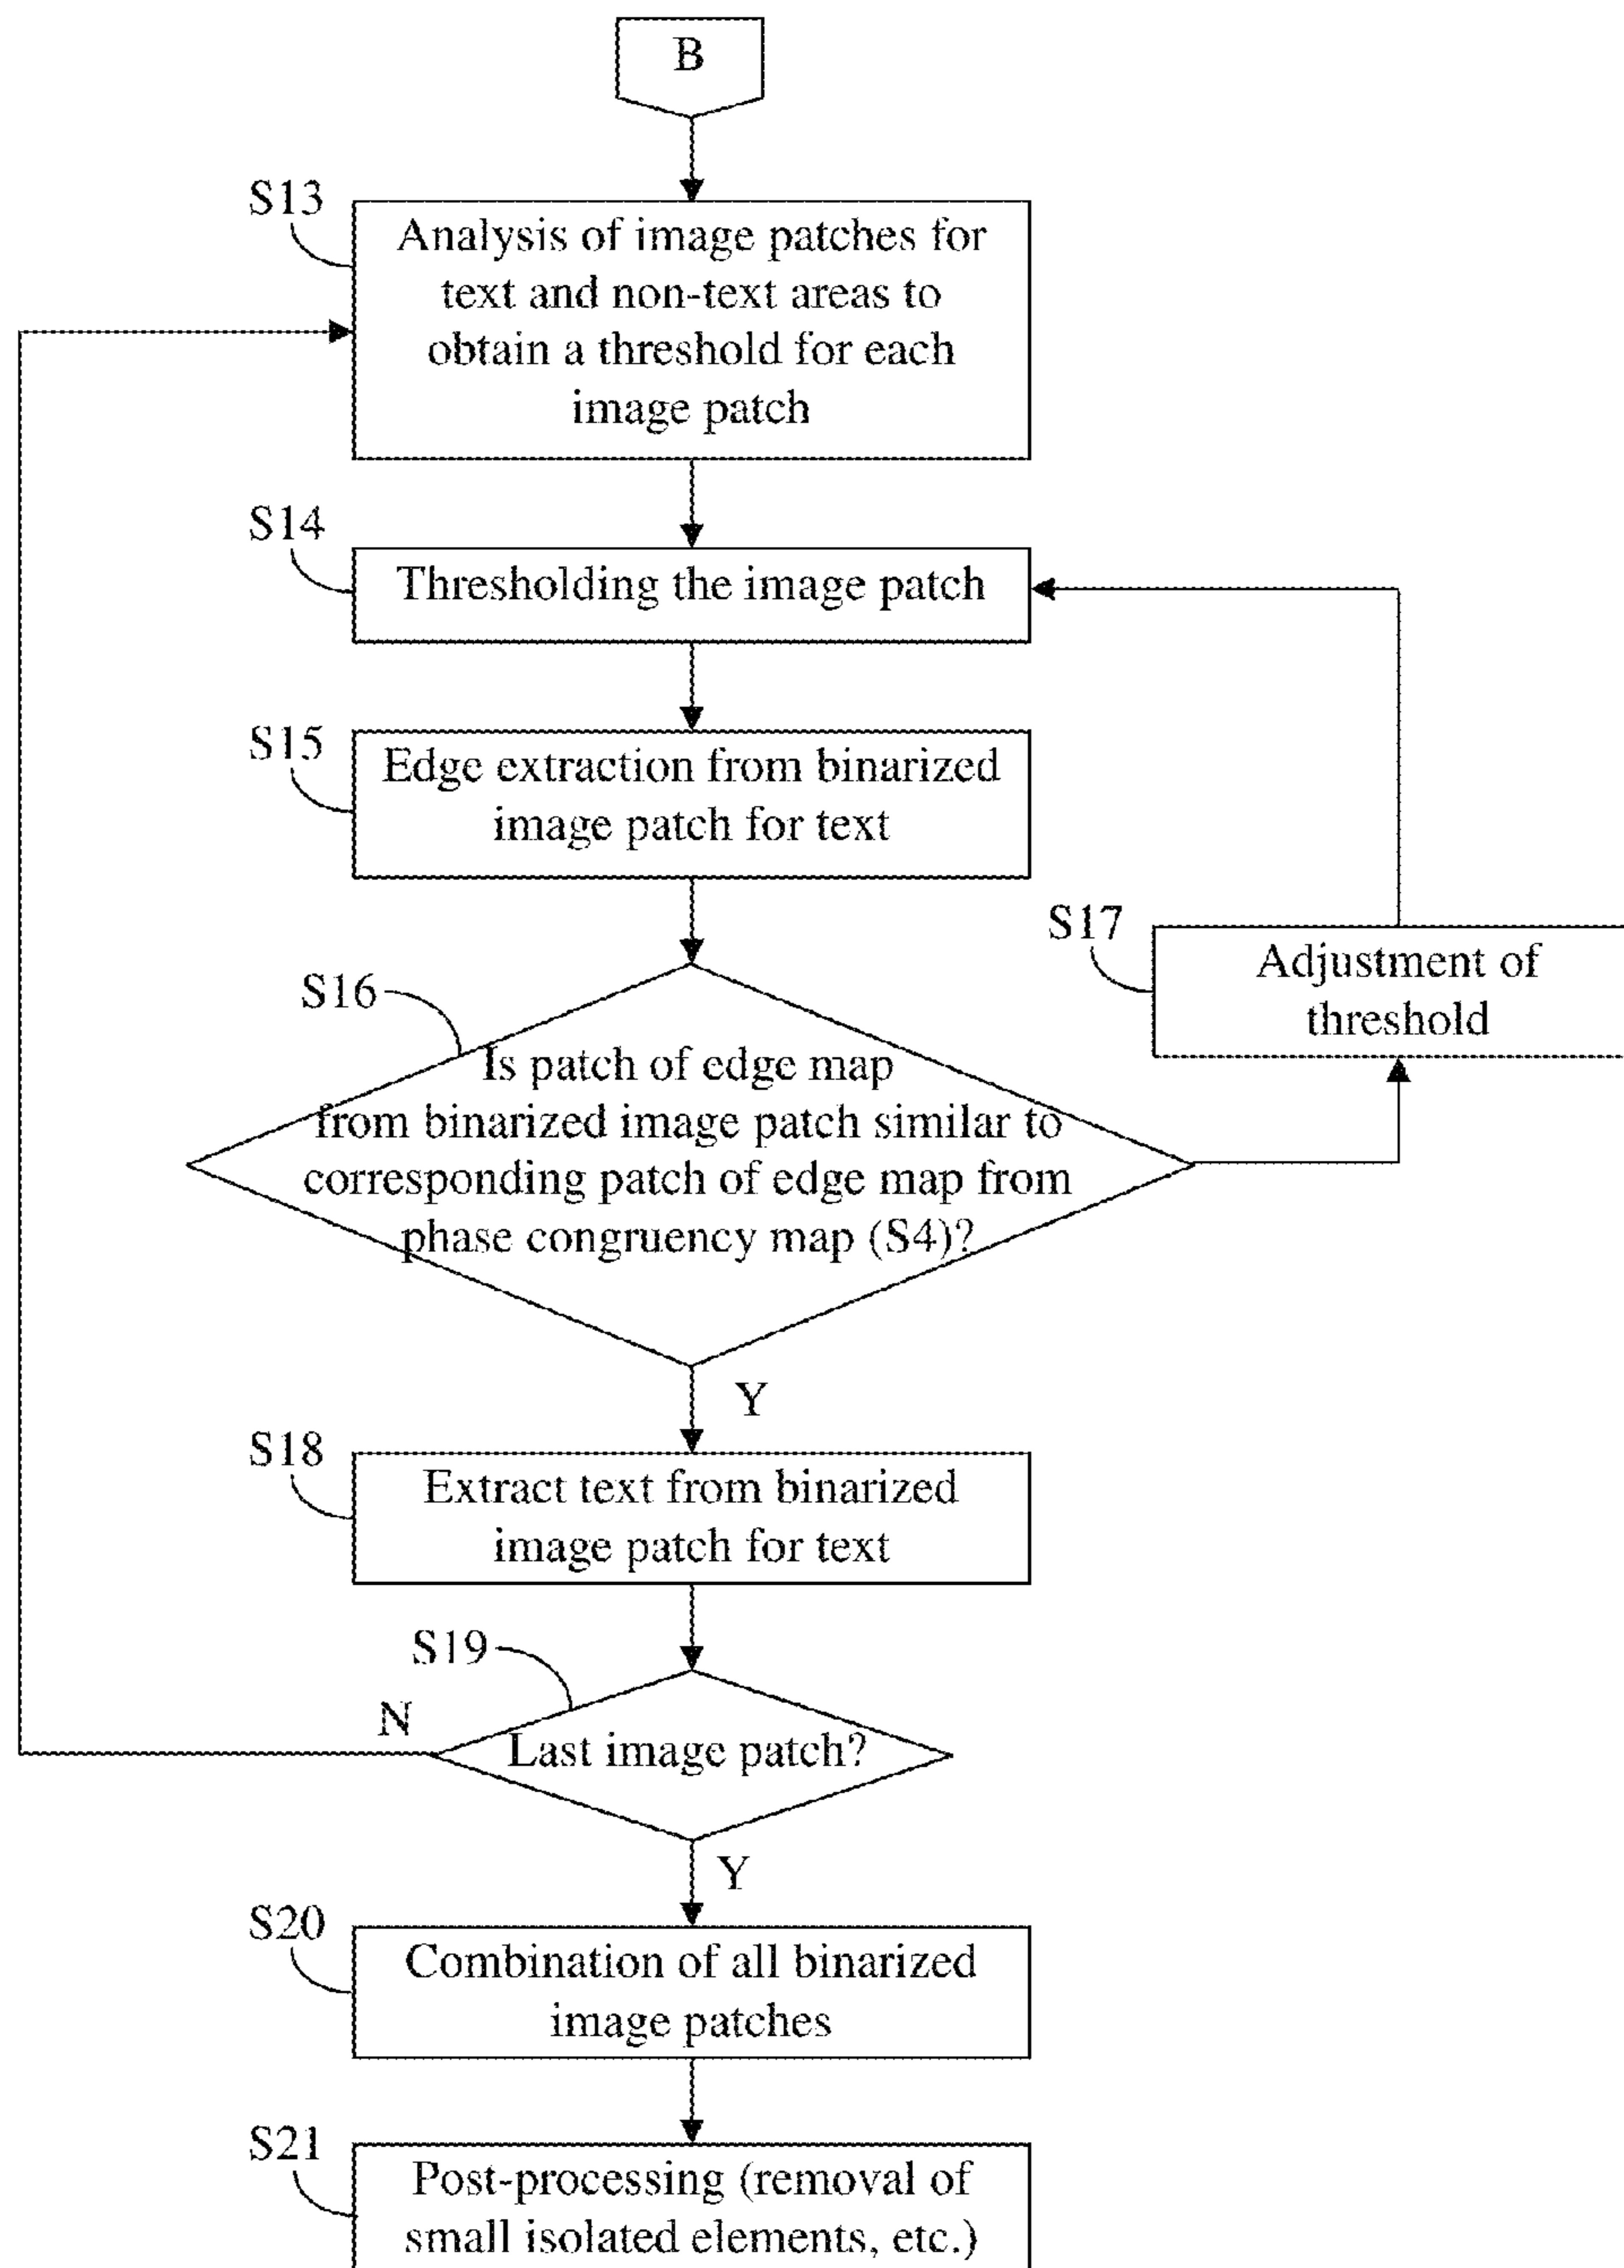 B
S13
Analysis of image patches for
text and non-text areas to
obtain a threshold for each
image patch
S14
Thresholding the image patch
S15
Edge extraction from binarized
image patch for text
S17
Adjustment of
threshold
S16
Is patch of edge map
from binarized image patch similar to
corresponding patch of edge map from
phase congruency map (S4)?
Y
S18
Extract text from binarized
image patch for text
S19
N
Last image patch?
Y
S20
Combination of all binarized
image patches
S21
Post-processing (removal of
small isolated elements, etc.)